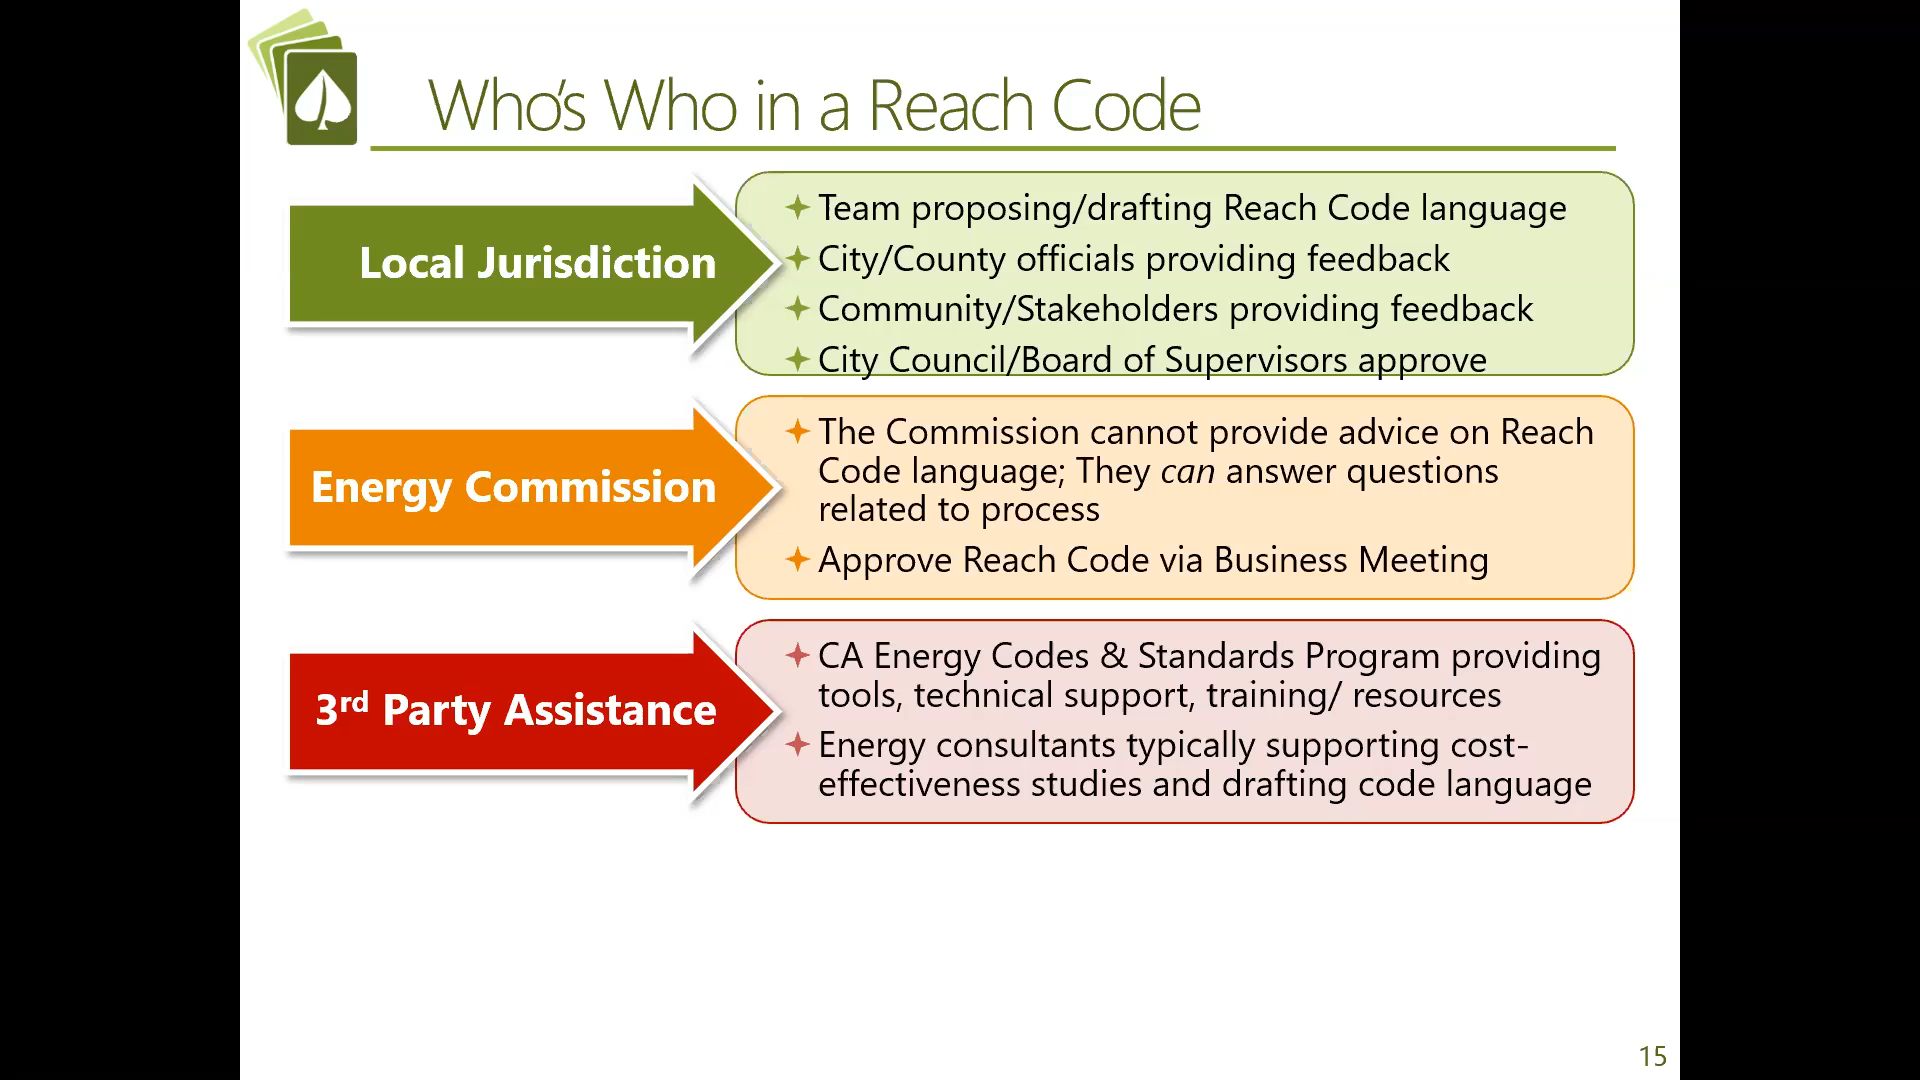 Who's Who in a Reach Code
Local Jurisdiction
Team proposing/drafting Reach Code language
City/County officials providing feedback
Community/Stakeholders providing feedback
City Council/Board of Supervisors approve
Energy Commission
The Commission cannot provide advice on Reach
Code language; They can answer questions
related to process
Approve Reach Code via Business Meeting
3rd Party Assistance
CA Energy Codes & Standards Program providing
tools, technical support, training/ resources
Energy consultants typically supporting cost-
effectiveness studies and drafting code language
15